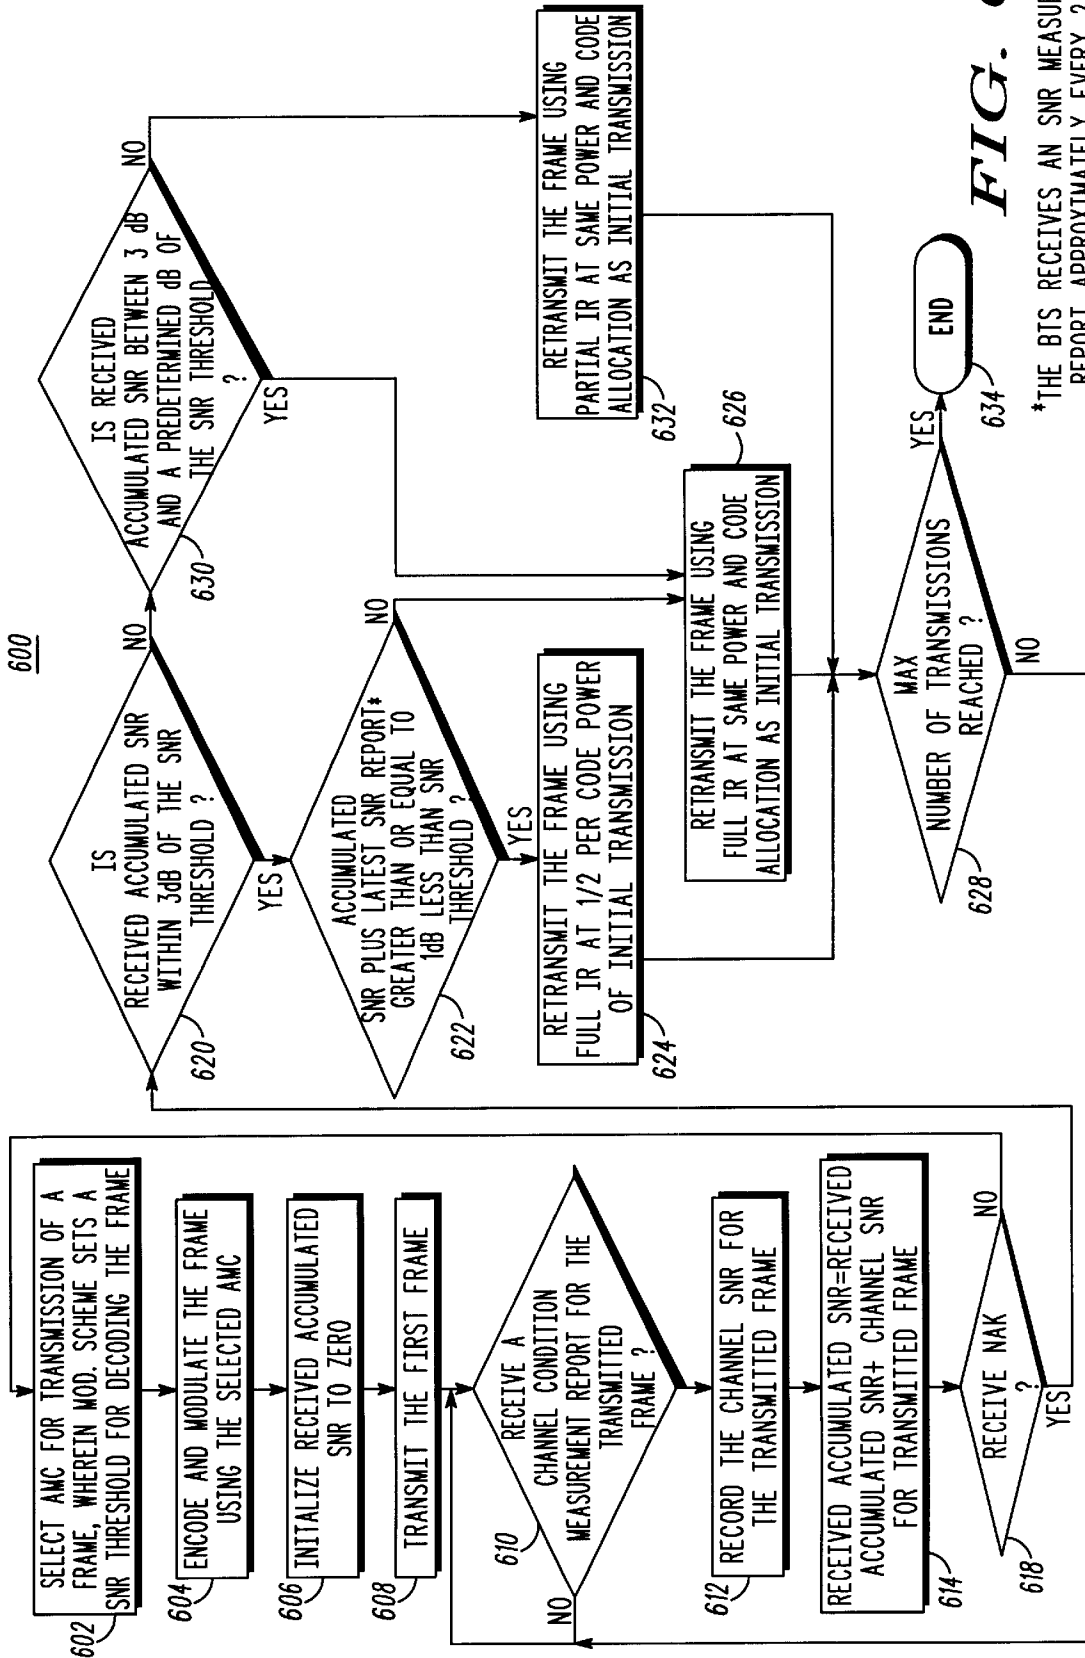 600
SELECT AMC FOR TRANSMISSION OF A
FRAME, WHEREIN MOD. SCHEME SETS A
SNR THRESHOLD FOR DECODING THE FRAME
602
ENCODE AND MODULATE THE FRAME
USING THE SELECTED AMC
604
INITALIZE RECEIVED ACCUMULATED
SNR TO ZERO
606
TRANSMIT THE FIRST FRAME
608
RECEIVE A
CHANNEL CONDITION
MEASUREMENT REPORT FOR THE
TRANSMITTED
FRAME ?
610
NO
RECORD THE CHANNEL SNR FOR
THE TRANSMITTED FRAME
612
RECEIVED ACCUMULATED SNR=RECEIVED
ACCUMULATED SNR+ CHANNEL SNR
FOR TRANSMITTED FRAME
614
RECEIVE NAK
?
618
NO
YES
IS
RECEIVED ACCUMULATED SNR
WITHIN 3dB OF THE SNR
THRESHOLD ?
620
NO
YES
ACCUMULATED
SNR PLUS LATEST SNR REPORT*
GREATER THAN OR EQUAL TO
1dB LESS THAN SNR
THRESHOLD ?
622
NO
YES
RETRANSMIT THE FRAME USING
FULL IR AT 1/2 PER CODE POWER
OF INITIAL TRANSMISSION
624
IS RECEIVED
ACCUMULATED SNR BETWEEN 3 dB
AND A PREDETERMINED dB OF
THE SNR THRESHOLD
?
630
NO
YES
RETRANSMIT THE FRAME USING
PARTIAL IR AT SAME POWER AND CODE
ALLOCATION AS INITIAL TRANSMISSION
632
RETRANSMIT THE FRAME USING
FULL IR AT SAME POWER AND CODE
ALLOCATION AS INITIAL TRANSMISSION
626
MAX
NUMBER OF TRANSMISSIONS
REACHED ?
628
YES
NO
END
634
FIG.
*THE BTS RECEIVES AN SNR MEASUR
REPORT APPROXIMATELY EVERY 2